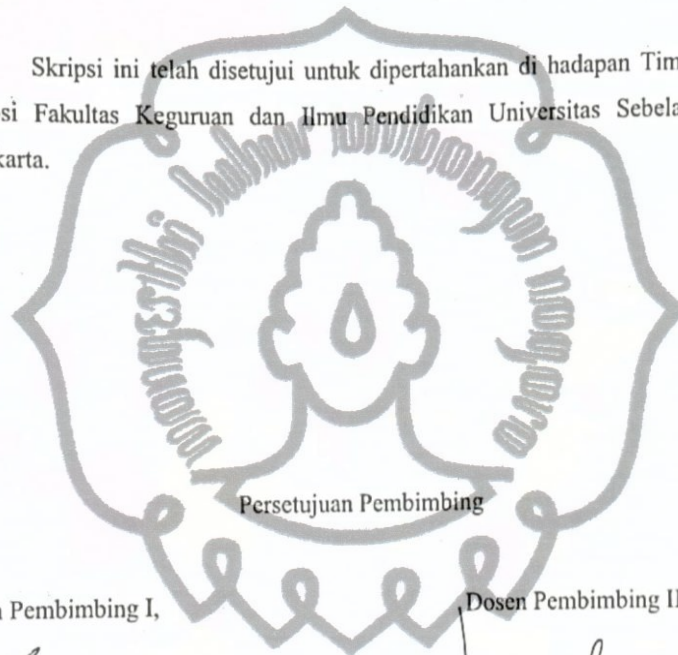 Skripsi ini telah disetujui untuk dipertahankan di hadapan Tim
si Fakultas Keguruan dan Ilmu Pendidikan Universitas Sebela
karta.
Persetujuan Pembimbing
Pembimbing I,
Dosen Pembimbing II